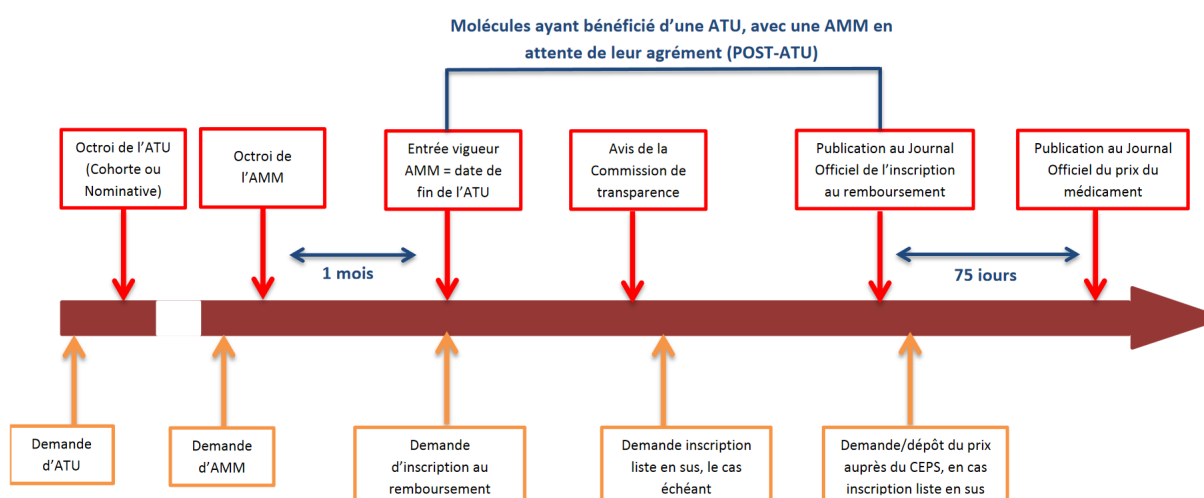 Molécules ayant bénéficié d'une ATU, avec une AMM en
attente de leur agrément (POST-ATU)
Octroi de l'ATU
(Cohorte ou
Nominative)
Octroi de
l'AMM
Entrée vigueur
AMM = date de
fin de l'ATU
Avis de la
Commission de
transparence
Publication au Journal
Officiel de l'inscription
au remboursement
Publication au Journal
Officiel du prix du
médicament
1 mois
75 iours
Demande
d'ATU
Demande
d'AMM
Demande
d'inscription au
remboursement
Demande inscription
liste en sus, le cas
échéant
Demande/dépôt du prix
auprès du CEPS, en cas
inscription liste en sus